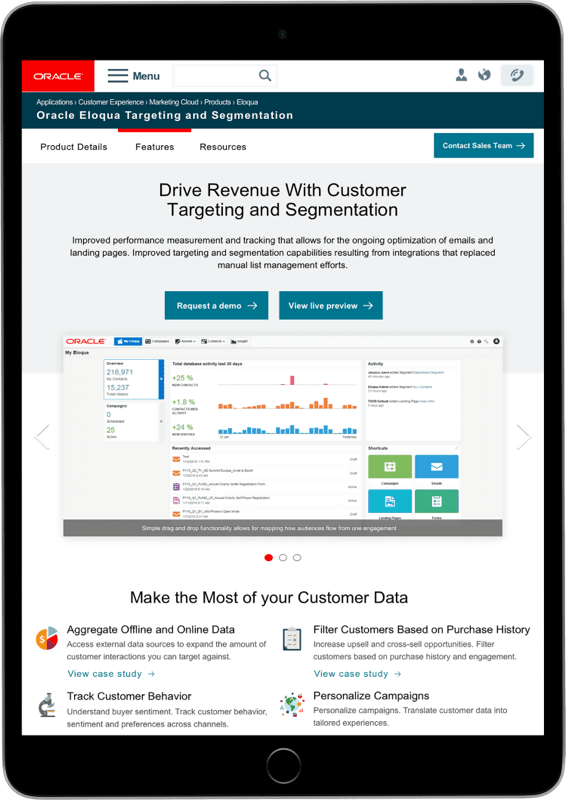 ORACLE
Menu
Applications › Customer Experience › Marketing Cloud › Products › Eloqua
Oracle Eloqua Targeting and Segmentation
Product Details Features Resources Contact Sales Team →
Drive Revenue With Customer
Targeting and Segmentation
Improved performance measurement and tracking that allows for the ongoing optimization of emails and
landing pages. Improved targeting and segmentation capabilities resulting from integrations that replaced
manual list management efforts.
Request a demo → View live preview →
ORACLE My Eloqua Campaigns Assets Contacts Insight
My Eloqua
Overview
218,971
My Contacts
15,237
Total Visitors
Campaigns
0
Scheduled
25
Active
Total database activity last 30 days
+25 %
NEW CONTACTS
+1.8 %
CONTACT/WEB
ACTIVITY
+24 %
NEW VISITORS
Yesterday
Activity
Recently Accessed
Test
Draft
Draft
Active
Active
Draft
Shortcuts
Campaigns Emails
Landing Pages Forms
Simple drag and drop functionality allows for mapping how audiences flow from one engagement
Make the Most of your Customer Data
Aggregate Offline and Online Data
Access external data sources to expand the amount of
customer interactions you can target against.
View case study →
Filter Customers Based on Purchase History
Increase upsell and cross-sell opportunities. Filter
customers based on purchase history and engagement.
View case study →
Track Customer Behavior
Understand buyer sentiment. Track customer behavior,
sentiment and preferences across channels.
Personalize Campaigns
Personalize campaigns. Translate customer data into
tailored experiences.